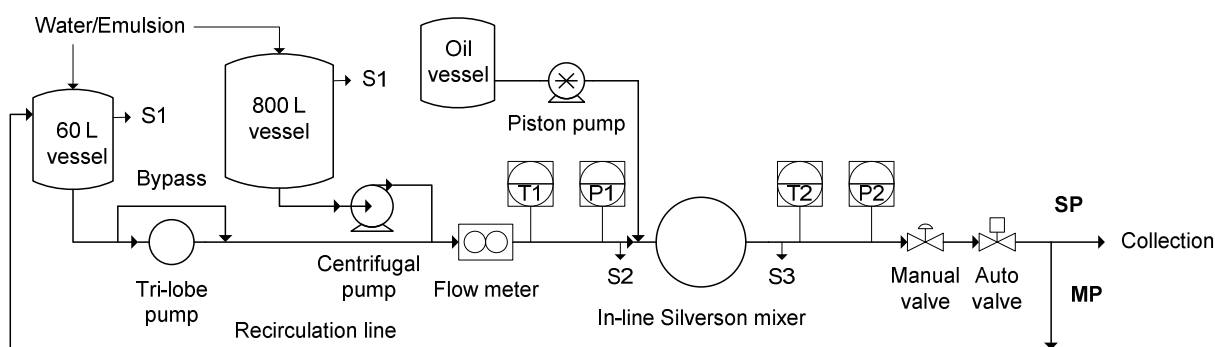 Water/Emulsion
Oil
vessel
S1
800 L
vessel
S1
60 L
vessel
Piston pump
Bypass
T1
P1
T2
P2
SP
Collection
S2
S3
Tri-lobe
pump
Centrifugal
pump
Flow meter
Manual
valve
Auto
valve
MP
In-line Silverson mixer
Recirculation line